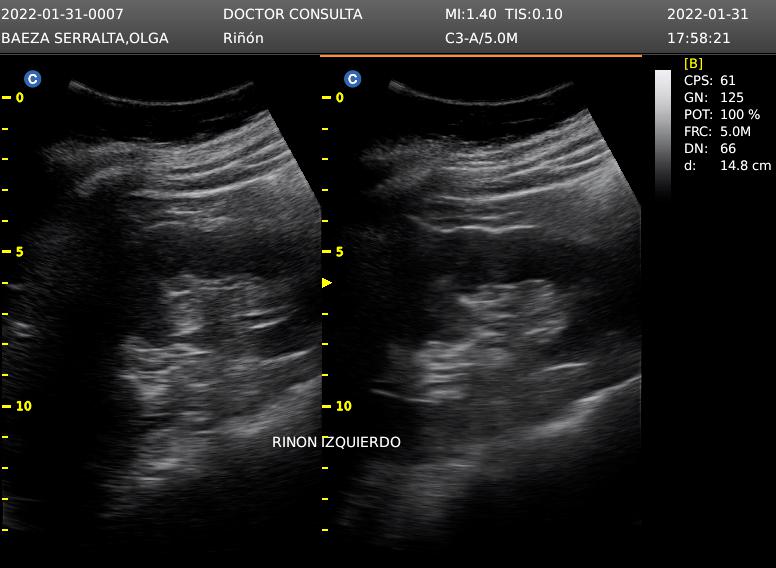 2022-01-31-0007 DOCTOR CONSULTA MI:1.40 TIS:0.10 2022-01-31
BAEZA SERRALTA,OLGA Riñón C3-A/5.0M 17:58:21
[B]
CPS: 61
GN: 125
POT: 100 %
FRC: 5.0M
DN: 66
d: 14.8 cm
C C
0 0
5 5
10 10
RINON IZQUIERDO